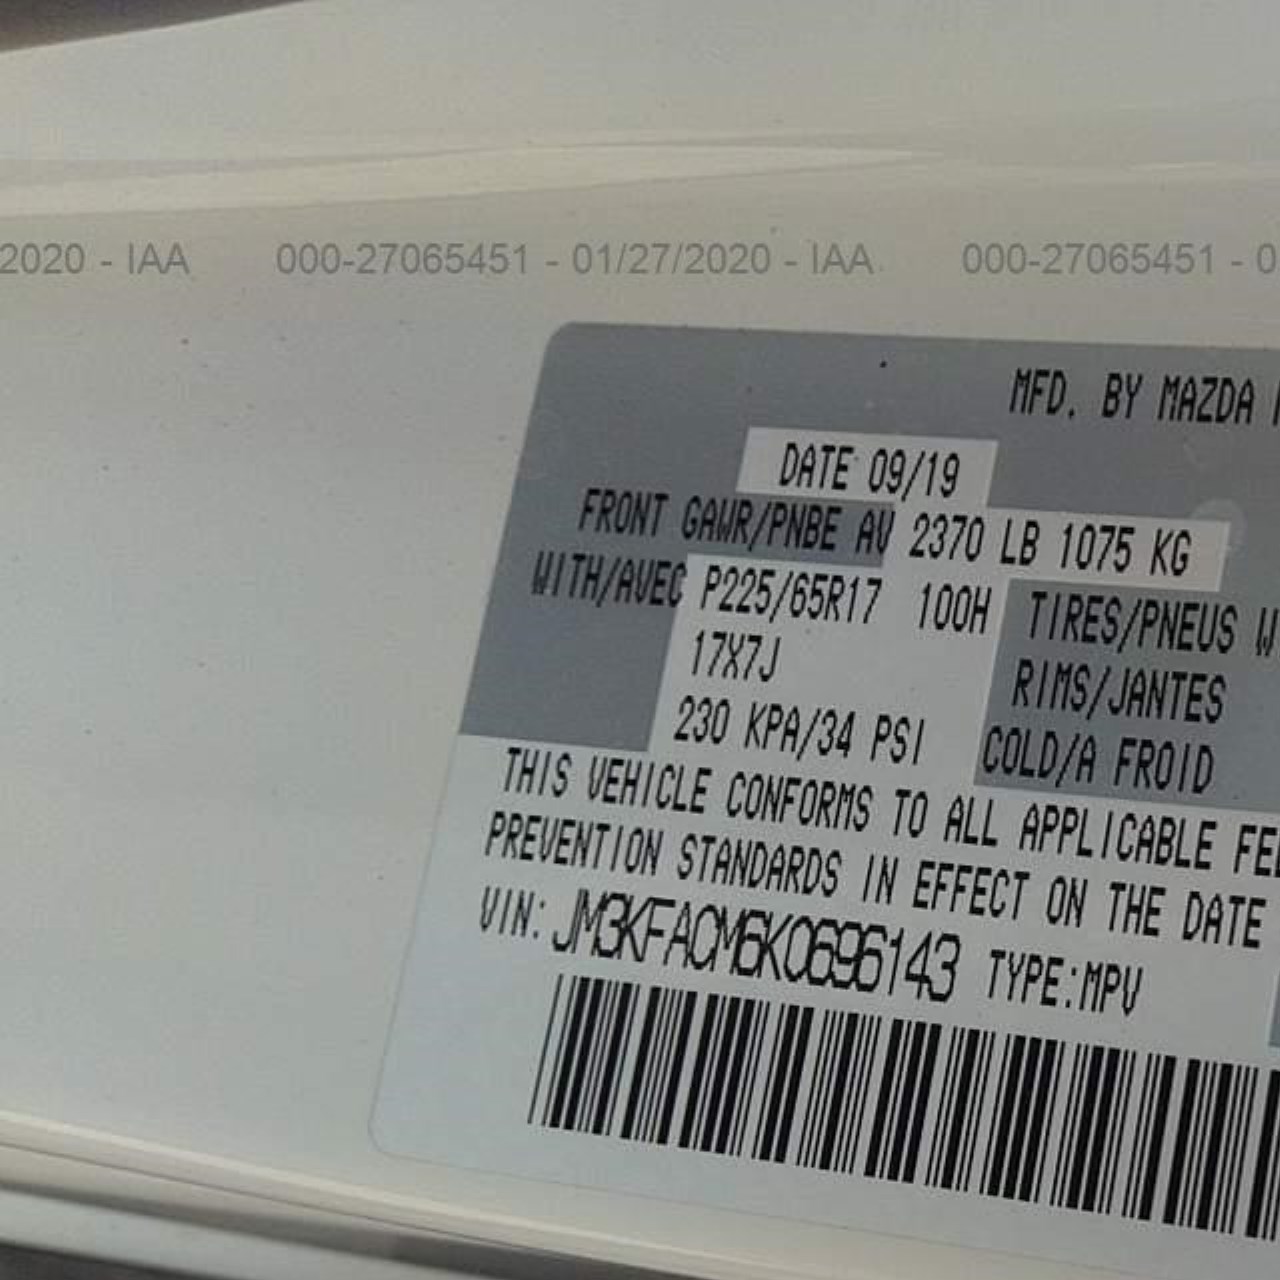 2020 - IAA 000-27065451 - 01/27/2020 - IAA 000-27065451 - 0
MFD. BY MAZDA
DATE 09/19
FRONT GAWR/PNBE AV 2370 LB 1075 KG
WITH/AVEC P225/65R17 100H TIRES/PNEUS W
17X7J RIMS/JANTES
230 KPA/34 PSI COLD/A FROID
THIS VEHICLE CONFORMS TO ALL APPLICABLE FE
PREVENTION STANDARDS IN EFFECT ON THE DATE
VIN: JM3KFACM6K0696143 TYPE:MPV